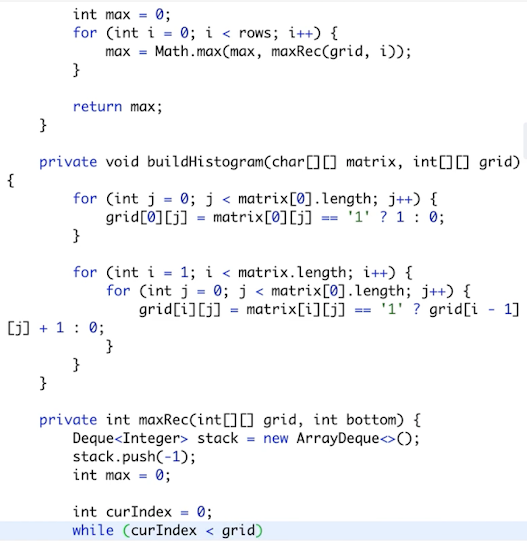 int max = 0;
for (int i = 0; i < rows; i++) {
max = Math.max(max, maxRec(grid, i));
}
return max;
}
private void buildHistogram(char[][] matrix, int[][] grid)
{
for (int j = 0; j < matrix[0].length; j++) {
grid[0][j] = matrix[0][j] == '1' ? 1 : 0;
}
for (int i = 1; i < matrix.length; i++) {
for (int j = 0; j < matrix[0].length; j++) {
grid[i][j] = matrix[i][j] == '1' ? grid[i - 1]
[j] + 1 : 0;
}
}
}
private int maxRec(int[][] grid, int bottom) {
Deque<Integer> stack = new ArrayDeque<>();
stack.push(-1);
int max = 0;
int curIndex = 0;
while (curIndex < grid)